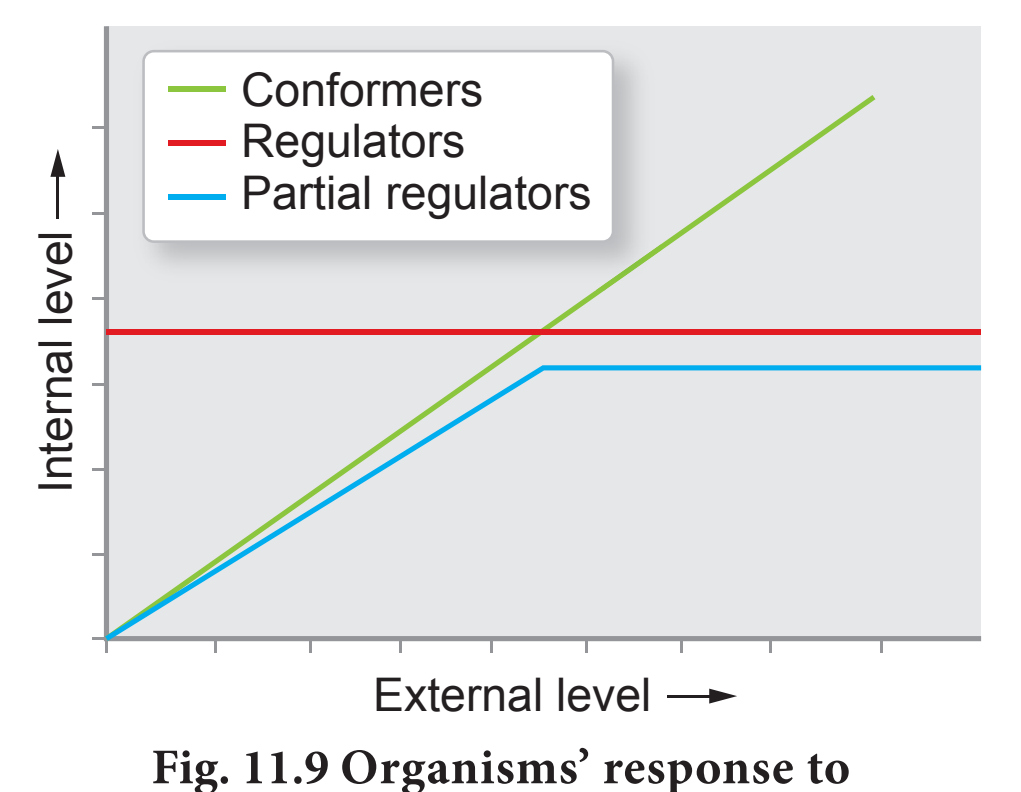 Conformers
Regulators
Partial regulators
Internal level
External level
Fig. 11.9 Organisms’ response to